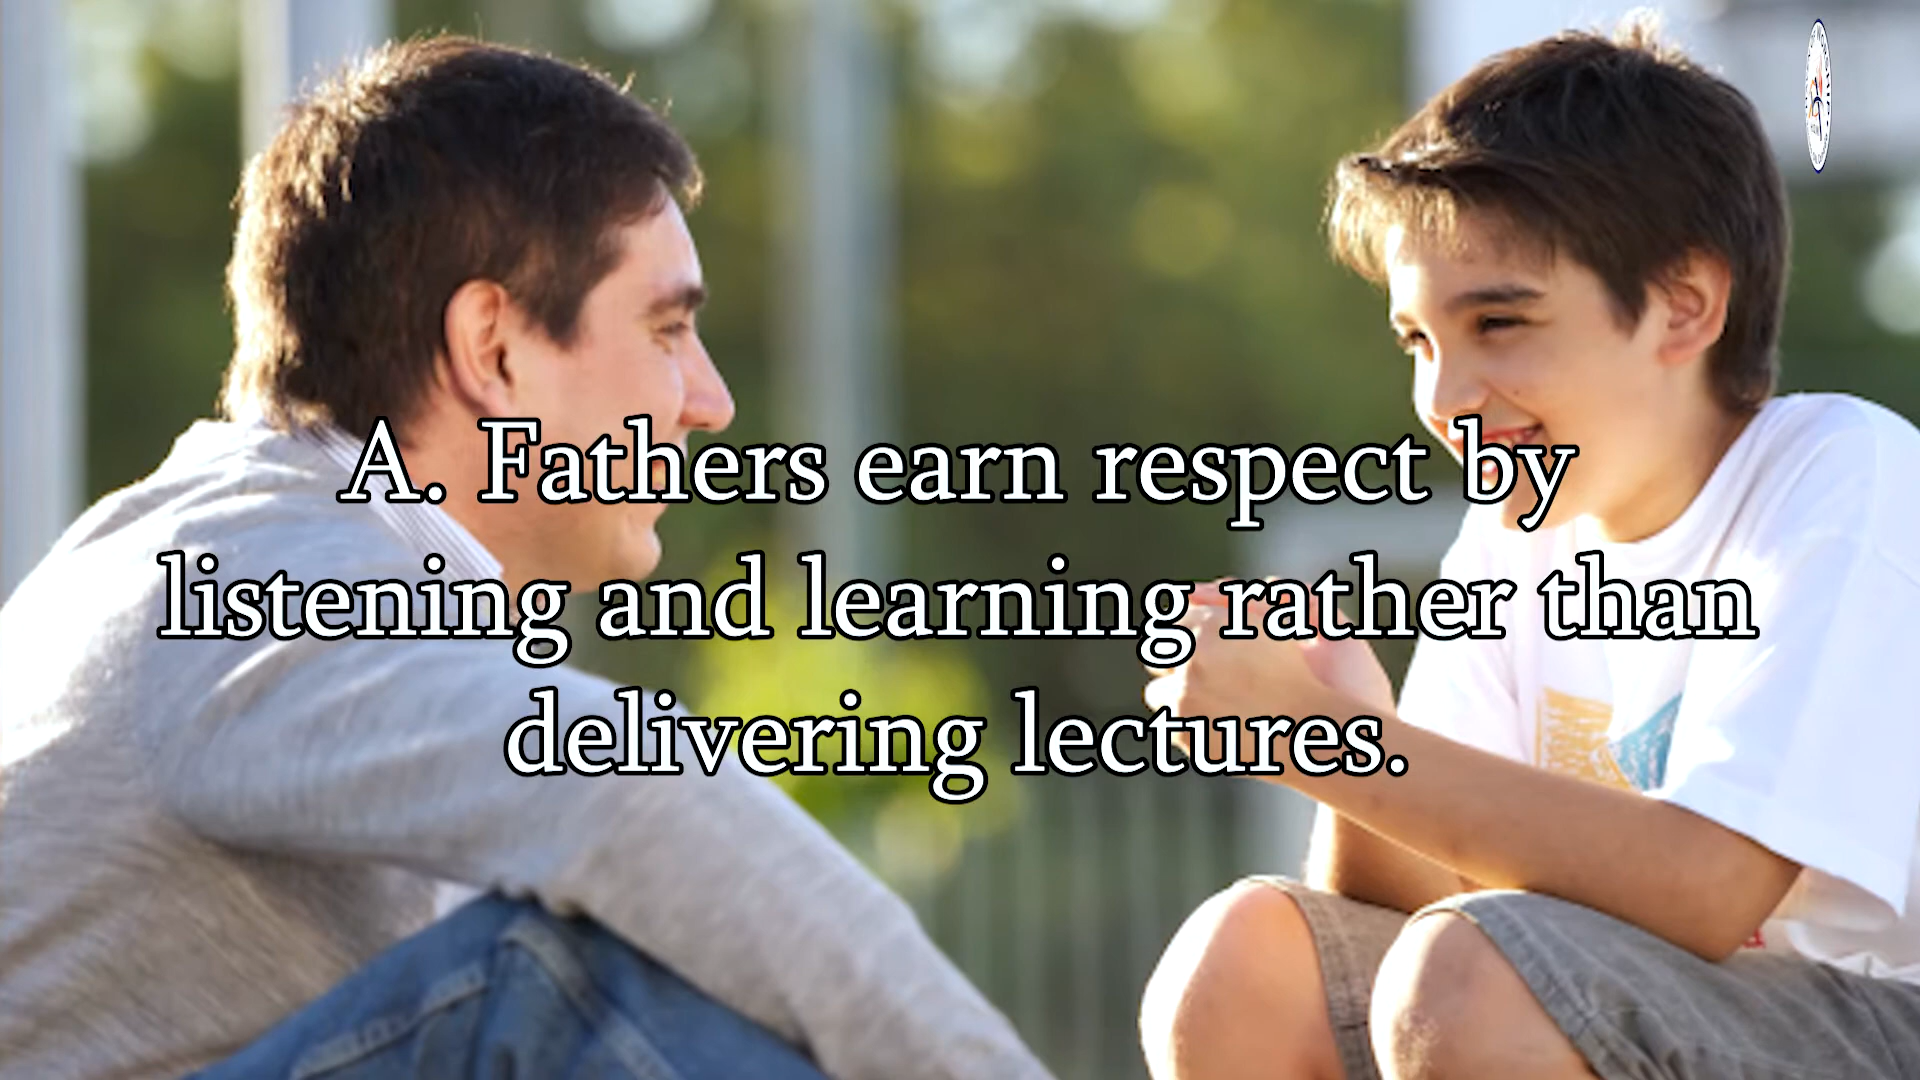 A. Fathers earn respect by
listening and learning rather than
delivering lectures.